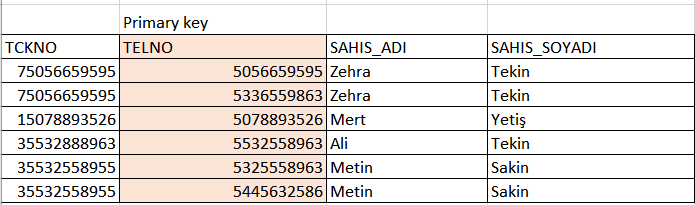 Primary key
TCKNO TELNO SAHIS_ADI SAHIS_SOYADI
75056659595 5056659595 Zehra Tekin
75056659595 5336559863 Zehra Tekin
15078893526 5078893526 Mert Yetiş
35532888963 5532558963 Ali Tekin
35532558955 5325558963 Metin Sakin
35532558955 5445632586 Metin Sakin